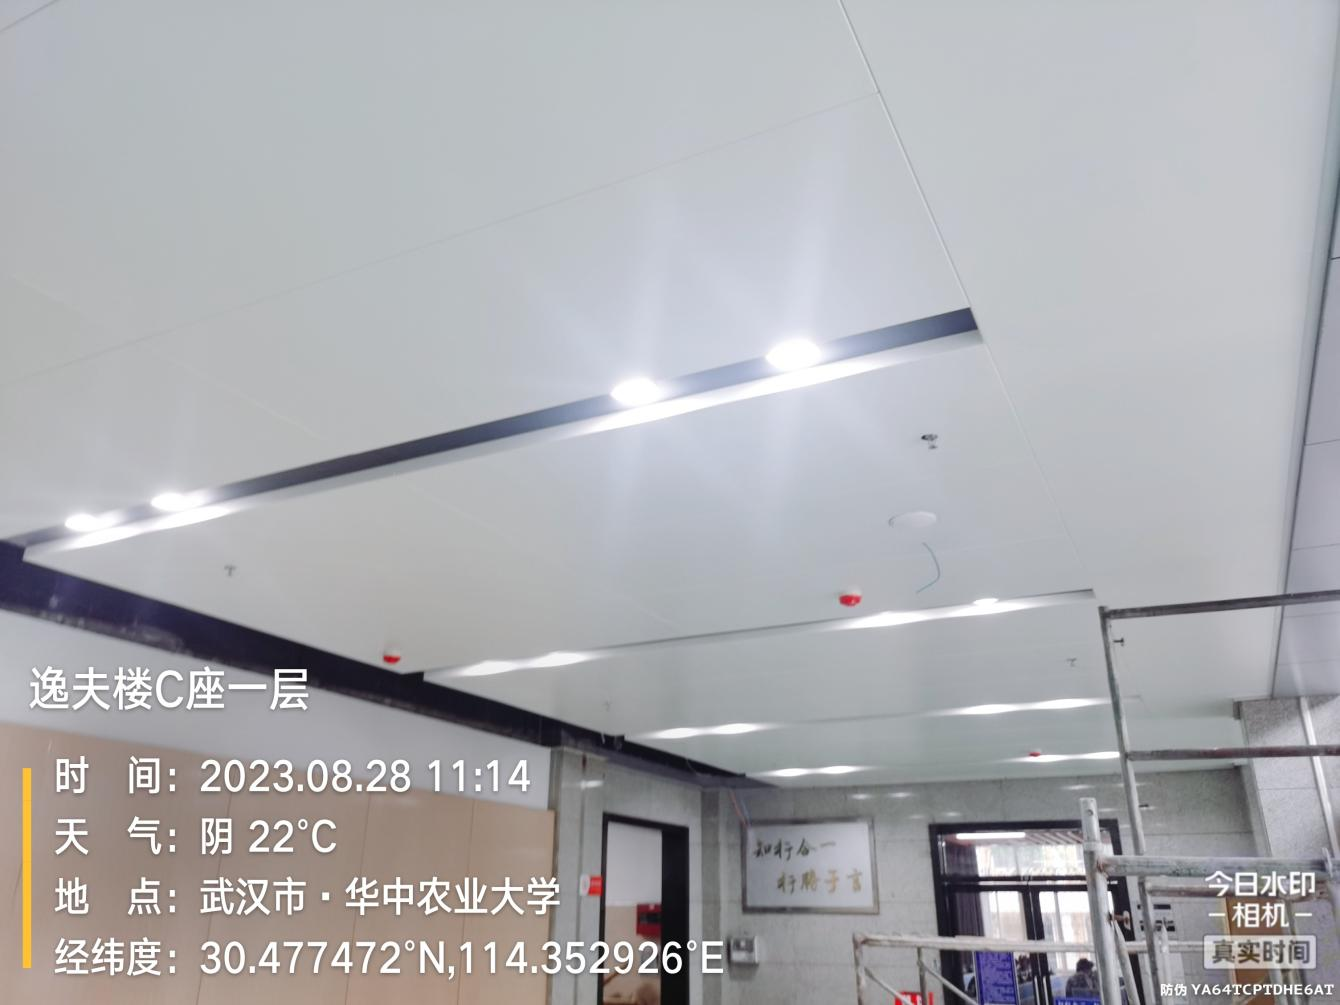 知行合一
行胜于言
逸夫楼C座一层
时 间：2023.08.28 11:14
天 气：阴 22°C
地 点：武汉市·华中农业大学
经纬度：30.477472°N,114.352926°E
今日水印
相机
真实时间
防伪 YA64TCPTDHE6AT